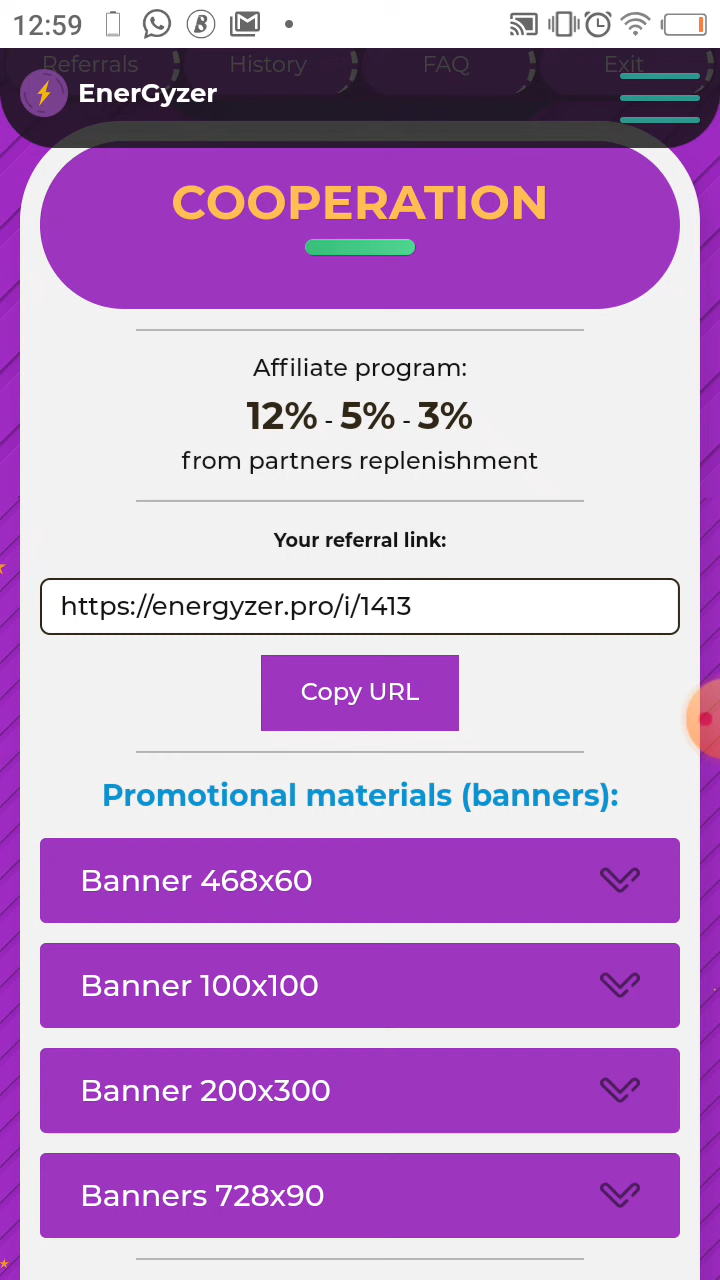 12:59
Referrals History FAQ Exit
EnerGyzer
COOPERATION
Affiliate program:
12% - 5% - 3%
from partners replenishment
Your referral link:
https://energyzer.pro/i/1413
Copy URL
Promotional materials (banners):
Banner 468x60
Banner 100x100
Banner 200x300
Banners 728x90